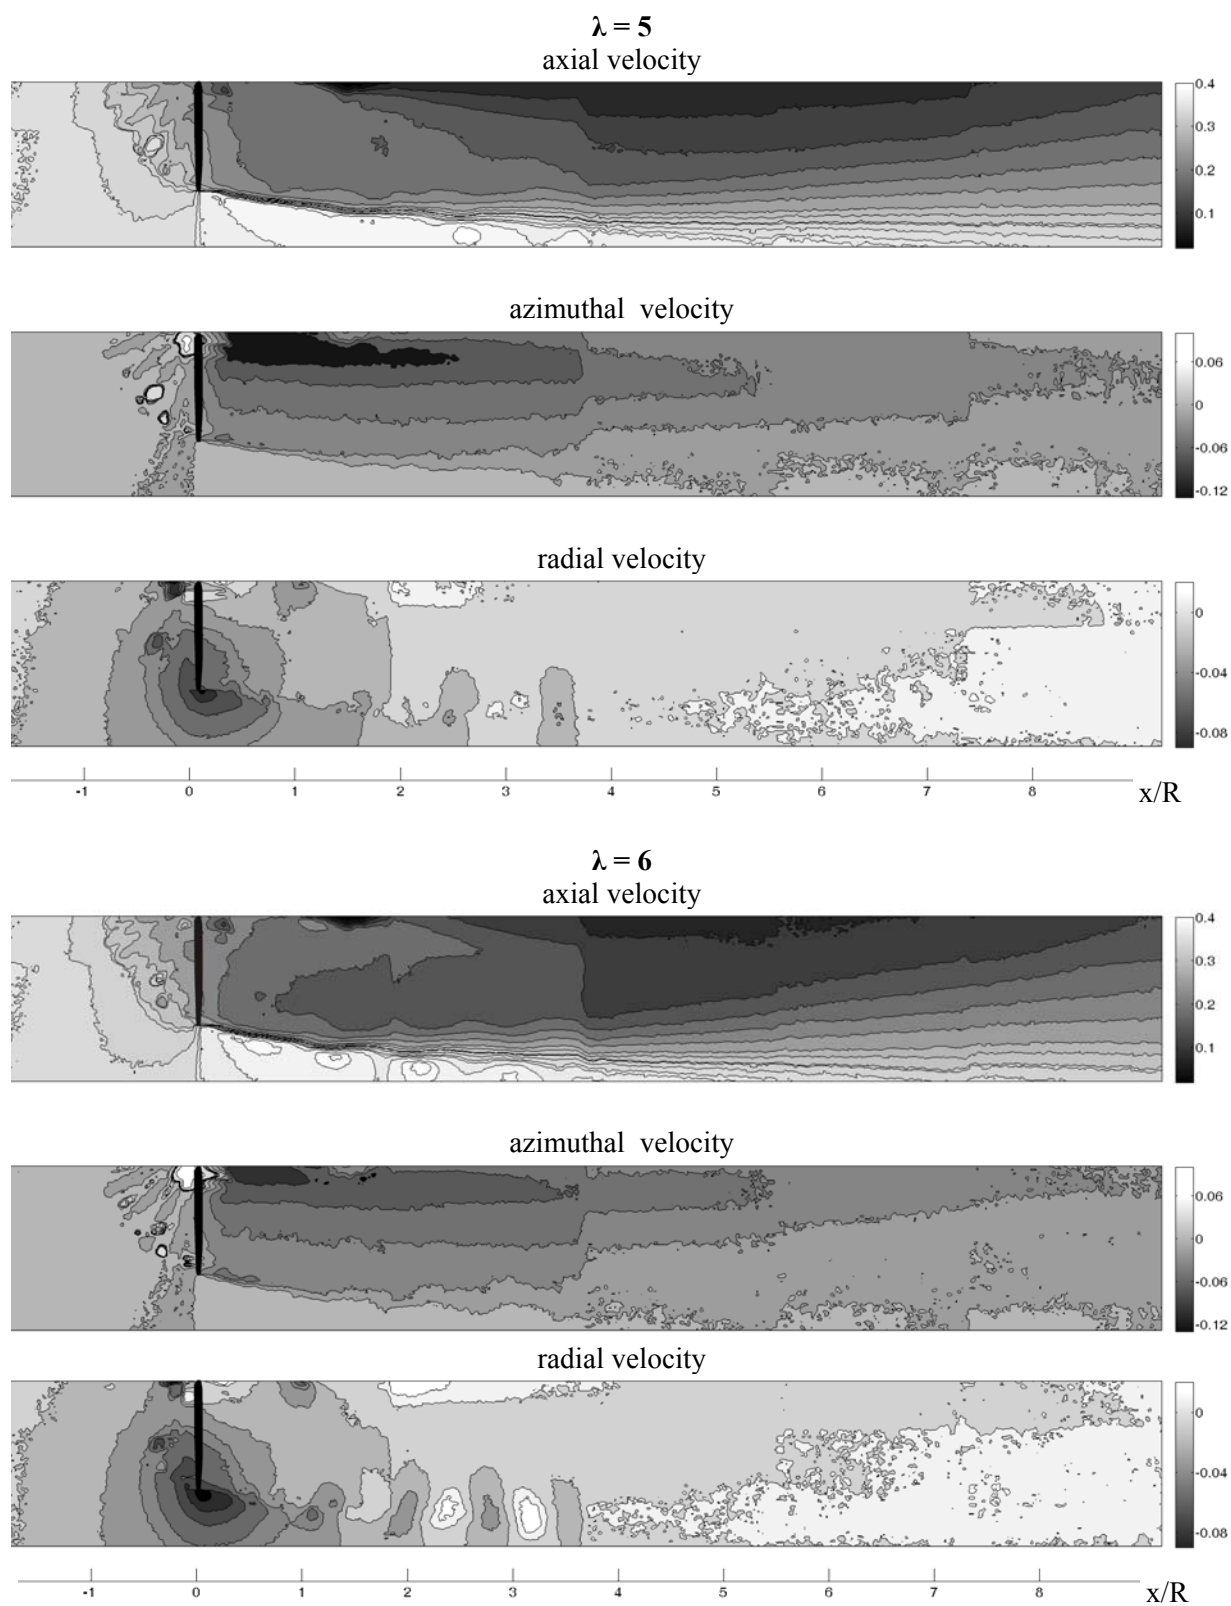 λ = 5
axial velocity
0.4
0.3
0.2
0.1
azimuthal velocity
0.06
0
-0.06
-0.12
radial velocity
0
-0.04
-0.08
-1 0 1 2 3 4 5 6 7 8 x/R
λ = 6
axial velocity
0.4
0.3
0.2
0.1
azimuthal velocity
0.06
0
-0.06
-0.12
radial velocity
0
-0.04
-0.08
-1 0 1 2 3 4 5 6 7 8 x/R